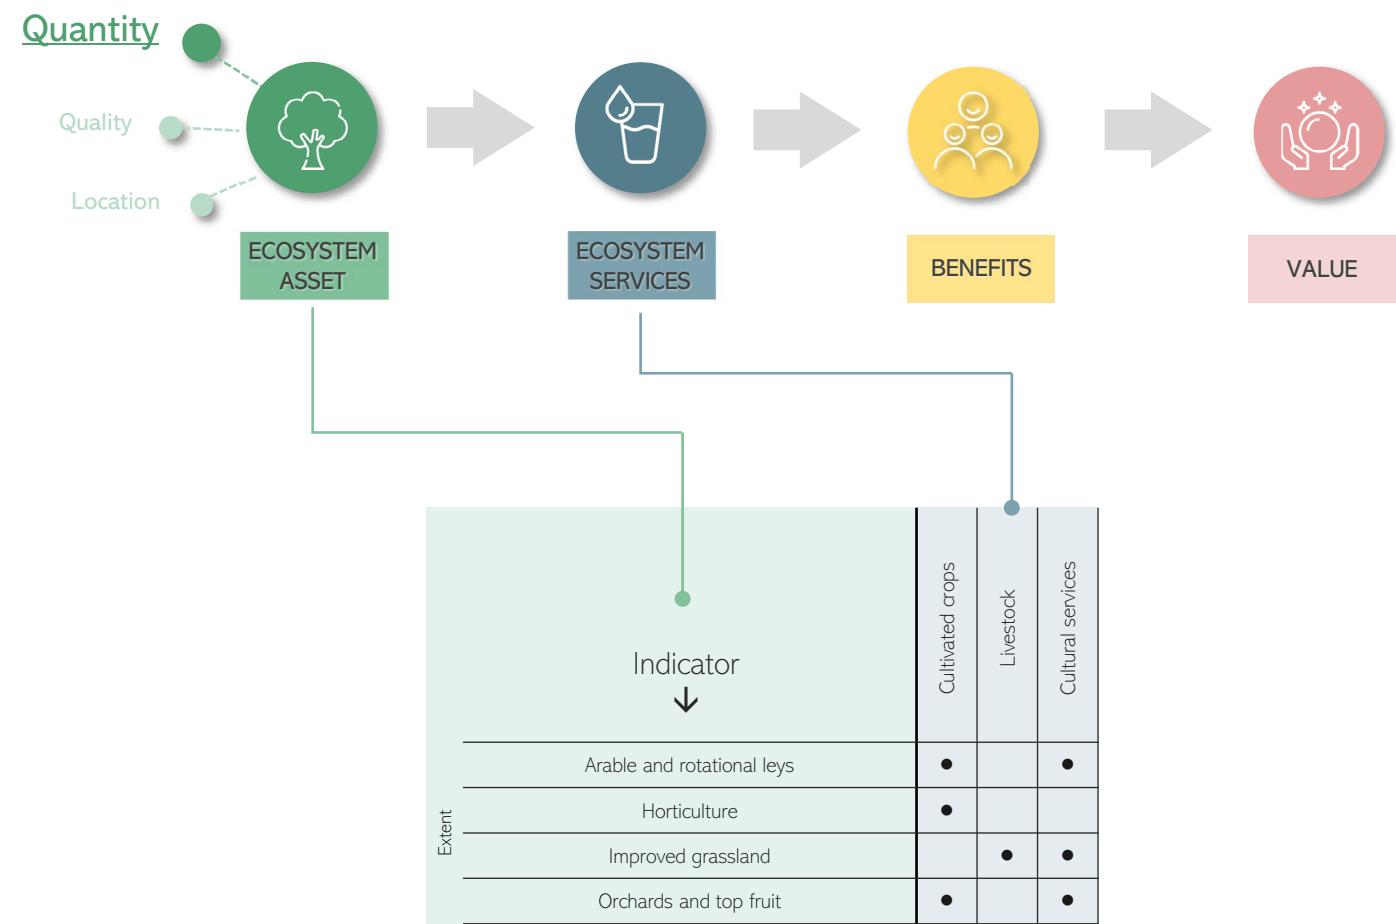 Quantity
Quality
Location
ECOSYSTEM
ASSET
ECOSYSTEM
SERVICES
BENEFITS
VALUE
Indicator
↓
Cultivated crops
Livestock
Cultural services
Extent
Arable and rotational leys ● ●
Horticulture ●
Improved grassland ● ●
Orchards and top fruit ● ●